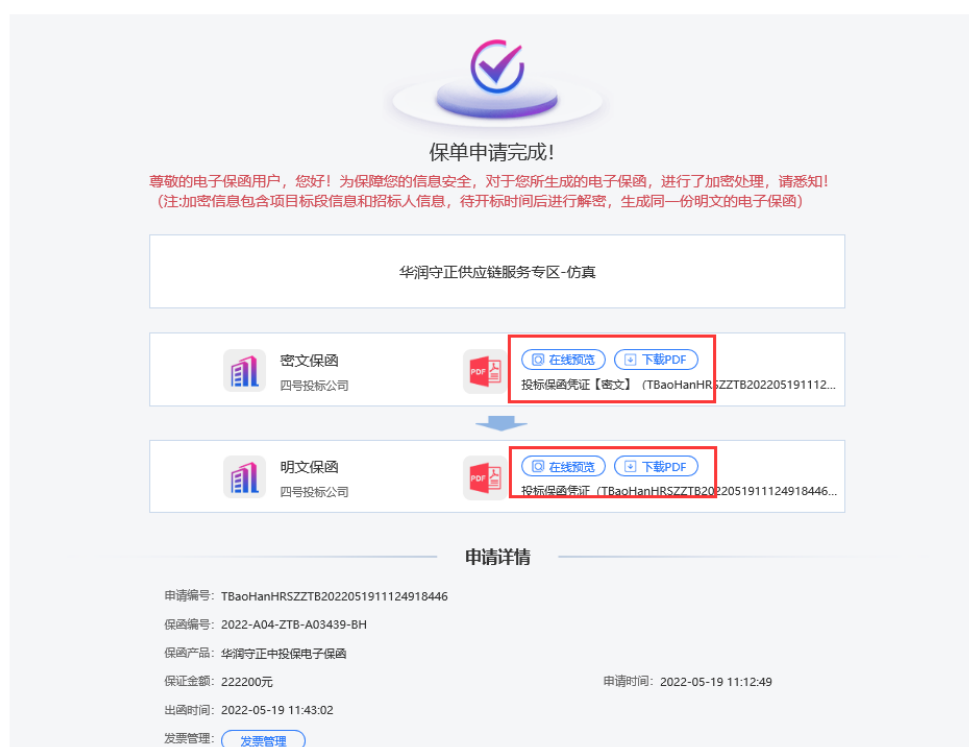 保单申请完成!
尊敬的电子保函用户，您好！为保障您的信息安全，对于您所生成的电子保函，进行了加密处理，请悉知!
(注:加密信息包含项目标段信息和招标人信息，待开标时间后进行解密，生成同一份明文的电子保函)
华润守正供应链服务专区-仿真
密文保函
四号投标公司
PDF
在线预览
下载PDF
投标保函凭证【密文】（TBaoHanHRSZZTB202205191112...
明文保函
四号投标公司
PDF
在线预览
下载PDF
投标保函凭证（TBaoHanHRSZZTB2022051911124918446...
申请详情
申请编号: TBaoHanHRSZZTB2022051911124918446
保函编号: 2022-A04-ZTB-A03439-BH
保函产品: 华润守正中投保电子保函
保证金额: 222200元
申请时间: 2022-05-19 11:12:49
出函时间: 2022-05-19 11:43:02
发票管理: 发票管理